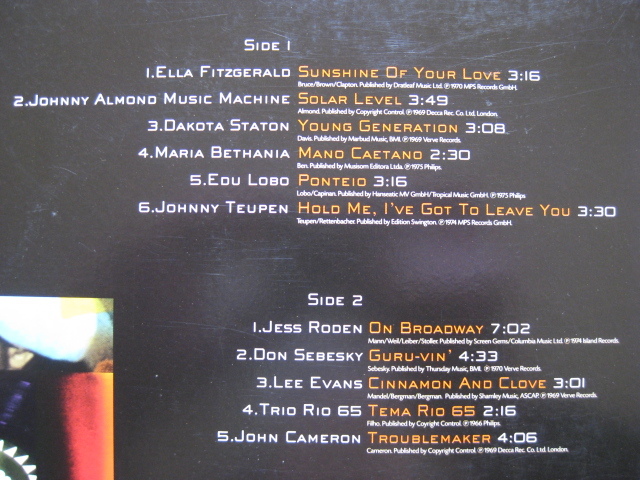 SIDE 1
1.ELLA FITZGERALD SUNSHINE OF YOUR LOVE 3:16
Bruce/Brown/Clapton. Published by Dratleaf Music Ltd. ℗ 1970 MPS Records GmbH.
2.JOHNNY ALMOND MUSIC MACHINE SOLAR LEVEL 3:49
Almond. Published by Copyright Control. ℗ 1969 Decca Rec. Co. Ltd, London.
3.DAKOTA STATON YOUNG GENERATION 3:08
Davis. Published by Marbud Music, BMI. ℗ 1969 Verve Records.
4.MARIA BETHANIA MANO CAETANO 2:30
Ben. Published by Musisom Editora Ltda. ℗ 1975 Philips.
5.EDU LOBO PONTEIO 3:16
Lobo/Capinan. Published by Hanseatic MV GmbH/Tropical Music GmbH. ℗ 1975 Philips
6.JOHNNY TEUPEN HOLD ME, I'VE GOT TO LEAVE YOU 3:30
Teupen/Rettenbacher. Published by Edition Swington. ℗ 1974 MPS Records GmbH.
SIDE 2
1.JESS RODEN ON BROADWAY 7:02
Mann/Weil/Leiber/Stoller. Published by Screen Gems/Columbia Music Ltd. ℗ 1974 Island Records.
2.DON SEBESKY GURU-VIN' 4:33
Sebesky. Published by Thursday Music, BMI. ℗ 1970 Verve Records.
3.LEE EVANS CINNAMON AND CLOVE 3:01
Mandel/Bergman/Bergman. Published by Shamley Music, ASCAP. ℗ 1969 Verve Records.
4.TRIO RIO 65 TEMA RIO 65 2:16
Filho. Published by Coyright Control. ℗ 1966 Philips.
5.JOHN CAMERON TROUBLEMAKER 4:06
Cameron. Published by Copyright Control. ℗ 1969 Decca Rec. Co. Ltd. London.